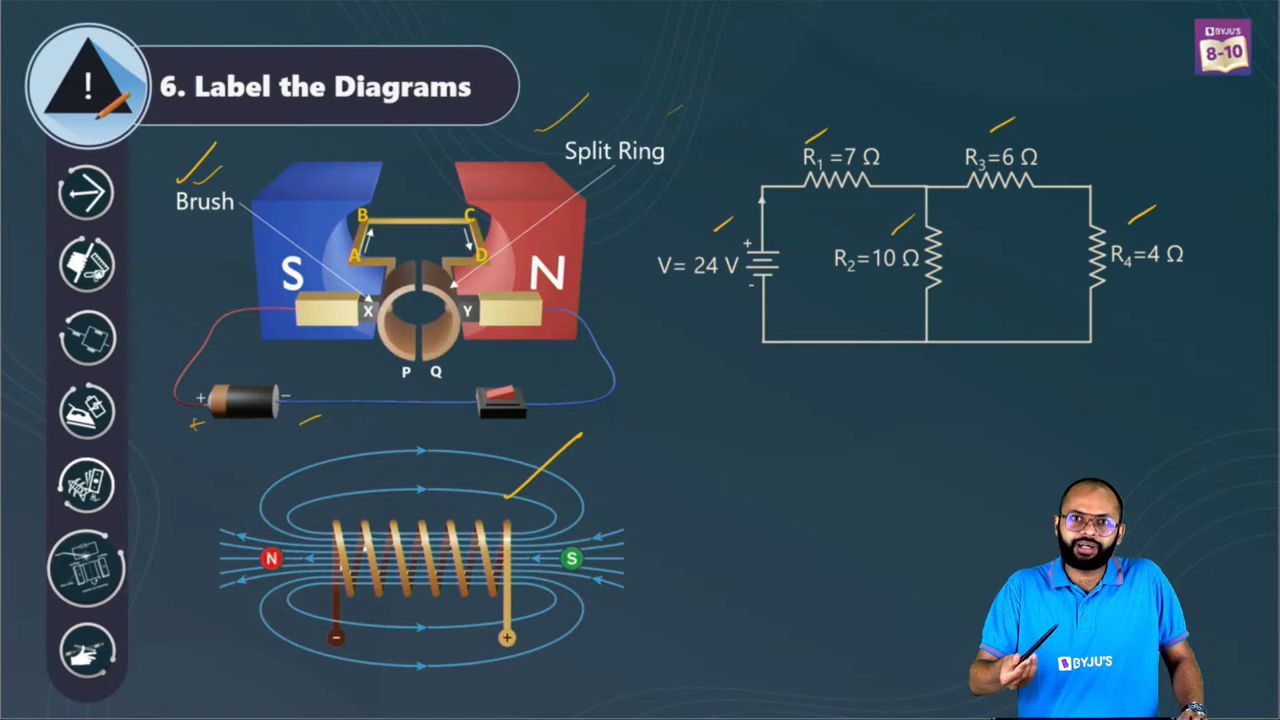 BYJU'S
8-10
!
6. Label the Diagrams
Split Ring
Brush
B
C
A
D
S
N
X
Y
P
Q
+
−
+
−
N
S
−
+
R1 =7 Ω
R3=6 Ω
+
V= 24 V
-
R2=10 Ω
R4=4 Ω
BYJU'S